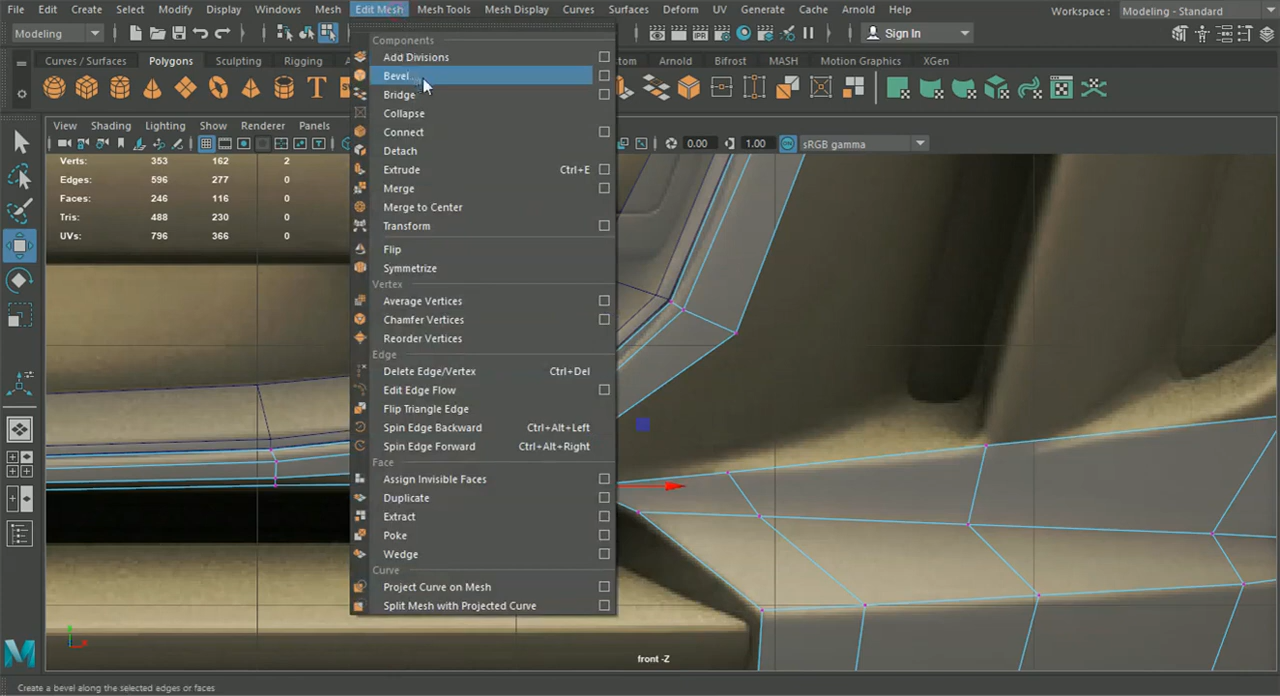 File Edit Create Select Modify Display Windows Mesh Edit Mesh Mesh Tools Mesh Display Curves Surfaces Deform UV Generate Cache Arnold Help Workspace : Modeling - Standard
Modeling Sign In
Curves / Surfaces Polygons Sculpting Rigging tom Arnold Bifrost MASH Motion Graphics XGen
View Shading Lighting Show Renderer Panels
0.00 1.00 sRGB gamma
Verts: 353 162 2
Edges: 596 277 0
Faces: 246 116 0
Tris: 488 230 0
UVs: 796 366 0
Components
Add Divisions
Bevel...
Bridge
Collapse
Connect
Detach
Extrude Ctrl+E
Merge
Merge to Center
Transform
Flip
Symmetrize
Vertex
Average Vertices
Chamfer Vertices
Reorder Vertices
Edge
Delete Edge/Vertex Ctrl+Del
Edit Edge Flow
Flip Triangle Edge
Spin Edge Backward Ctrl+Alt+Left
Spin Edge Forward Ctrl+Alt+Right
Face
Assign Invisible Faces
Duplicate
Extract
Poke
Wedge
Curve
Project Curve on Mesh
Split Mesh with Projected Curve
front -Z
Create a bevel along the selected edges or faces